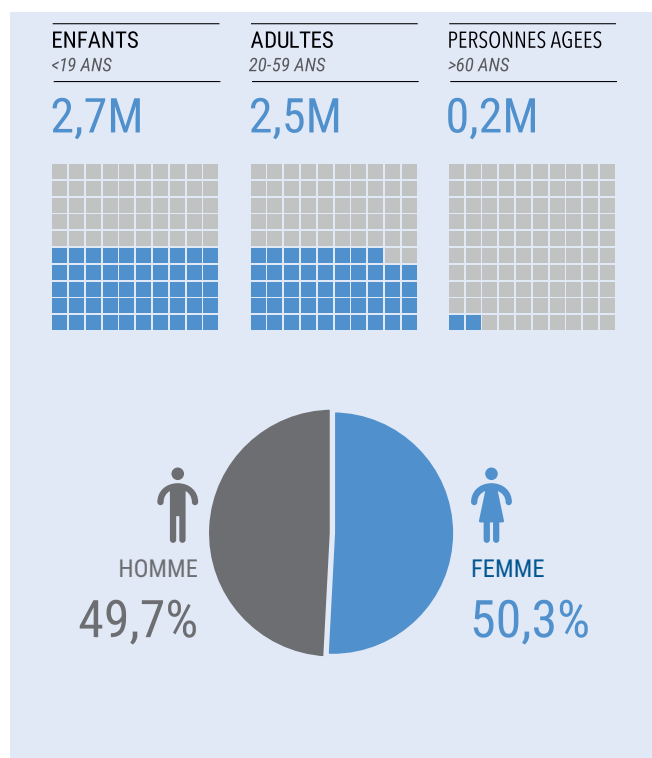 ENFANTS
<19 ANS
2,7M
ADULTES
20-59 ANS
2,5M
PERSONNES AGEES
>60 ANS
0,2M
HOMME
49,7%
FEMME
50,3%